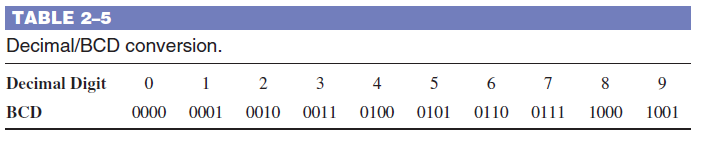 TABLE 2–5
Decimal/BCD conversion.
Decimal Digit 0 1 2 3 4 5 6 7 8 9
BCD 0000 0001 0010 0011 0100 0101 0110 0111 1000 1001